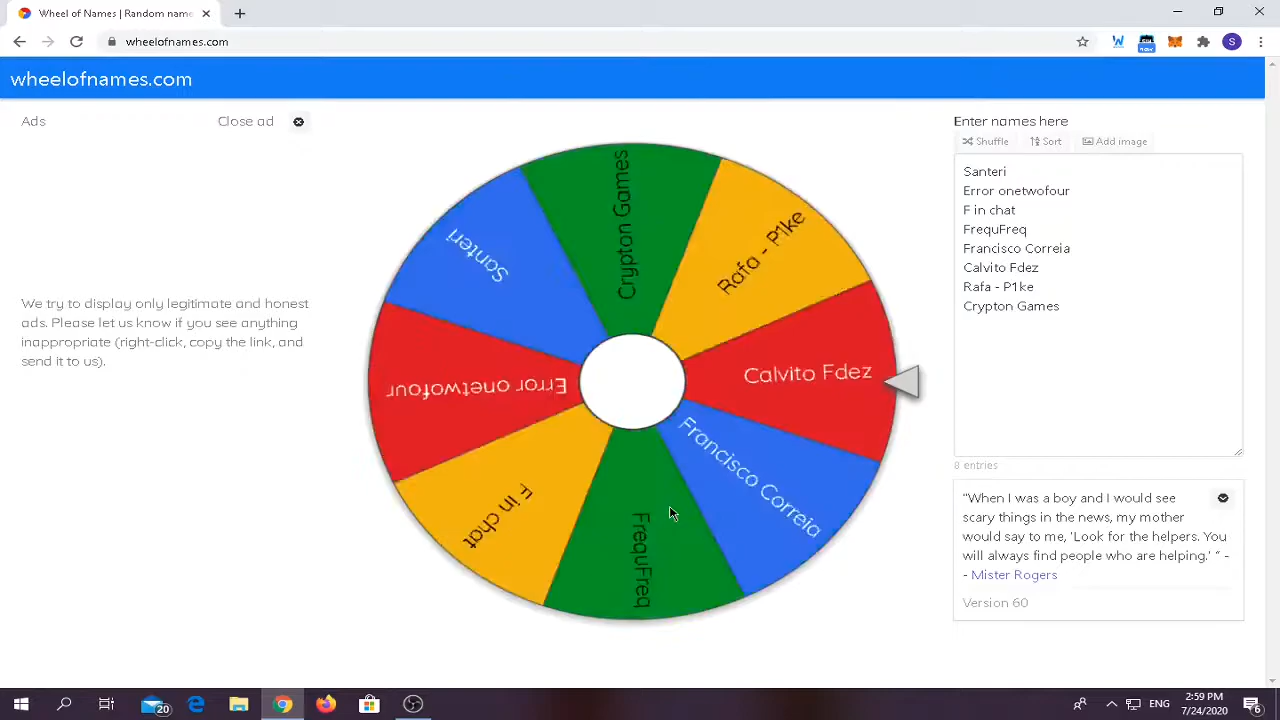 Wheel of Names | Random name
wheelofnames.com
wheelofnames.com
Ads
Close ad
We try to display only legitimate and honest
ads. Please let us know if you see anything
inappropriate (right-click, copy the link, and
send it to us).
Crypton Games
Rafa - P1ke
Calvito Fdez
Francisco Correia
FrequFreq
F in chat
Error onetwofour
Santeri
Enter names here
Shuffle
Sort
Add image
Santeri
Error onetwofour
F in chat
FrequFreq
Francisco Correia
Calvito Fdez
Rafa - P1ke
Crypton Games
8 entries
"When I was a boy and I would see
scary things in the news, my mother
would say to me, 'Look for the helpers. You
will always find people who are helping.' " -
- Mister Rogers
Version 60
S
20
ENG
2:59 PM
7/24/2020
6